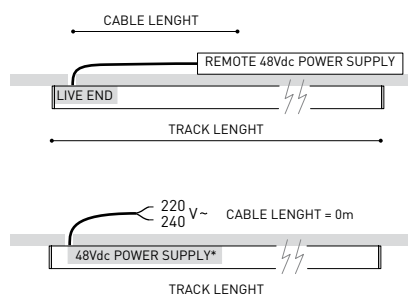 CABLE LENGHT
REMOTE 48Vdc POWER SUPPLY
LIVE END
TRACK LENGHT
220
240 V~ CABLE LENGHT = 0m
48Vdc POWER SUPPLY*
TRACK LENGHT